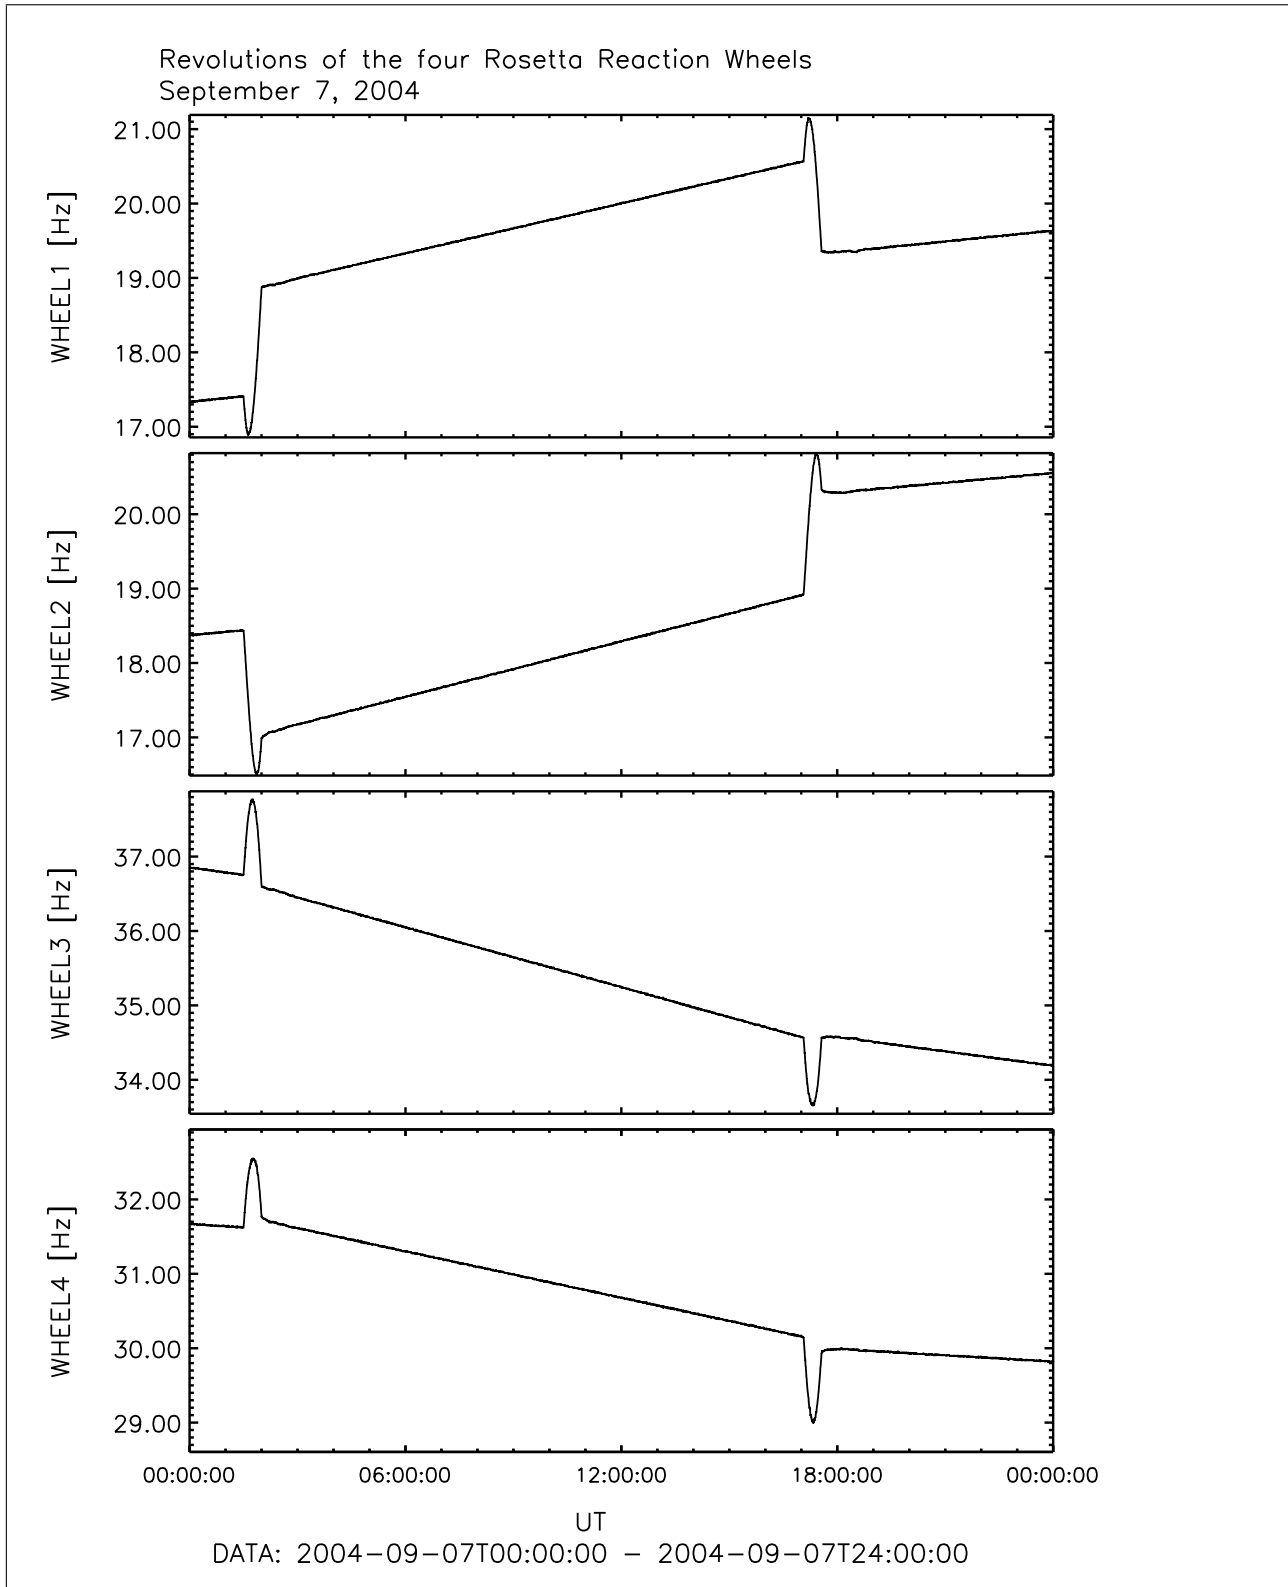 Revolutions of the four Rosetta Reaction Wheels
September 7, 2004
WHEEL1 [Hz]
21.00
20.00
19.00
18.00
17.00
WHEEL2 [Hz]
20.00
19.00
18.00
17.00
WHEEL3 [Hz]
37.00
36.00
35.00
34.00
WHEEL4 [Hz]
32.00
31.00
30.00
29.00
00:00:00 06:00:00 12:00:00 18:00:00 00:00:00
UT
DATA: 2004-09-07T00:00:00 - 2004-09-07T24:00:00